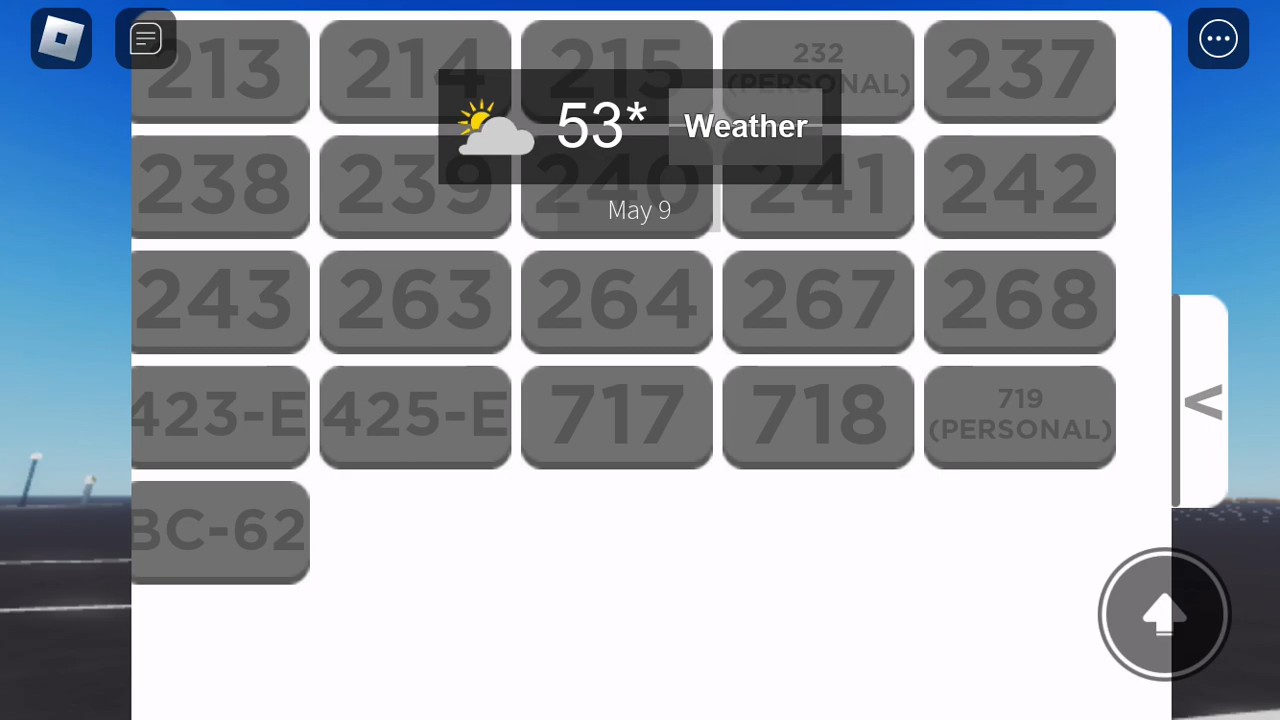 213 214 215 232
(PERSONAL) 237
53* Weather
238 239 240 241 242
May 9
243 263 264 267 268
423-E 425-E 717 718 719
(PERSONAL)
<
BC-62